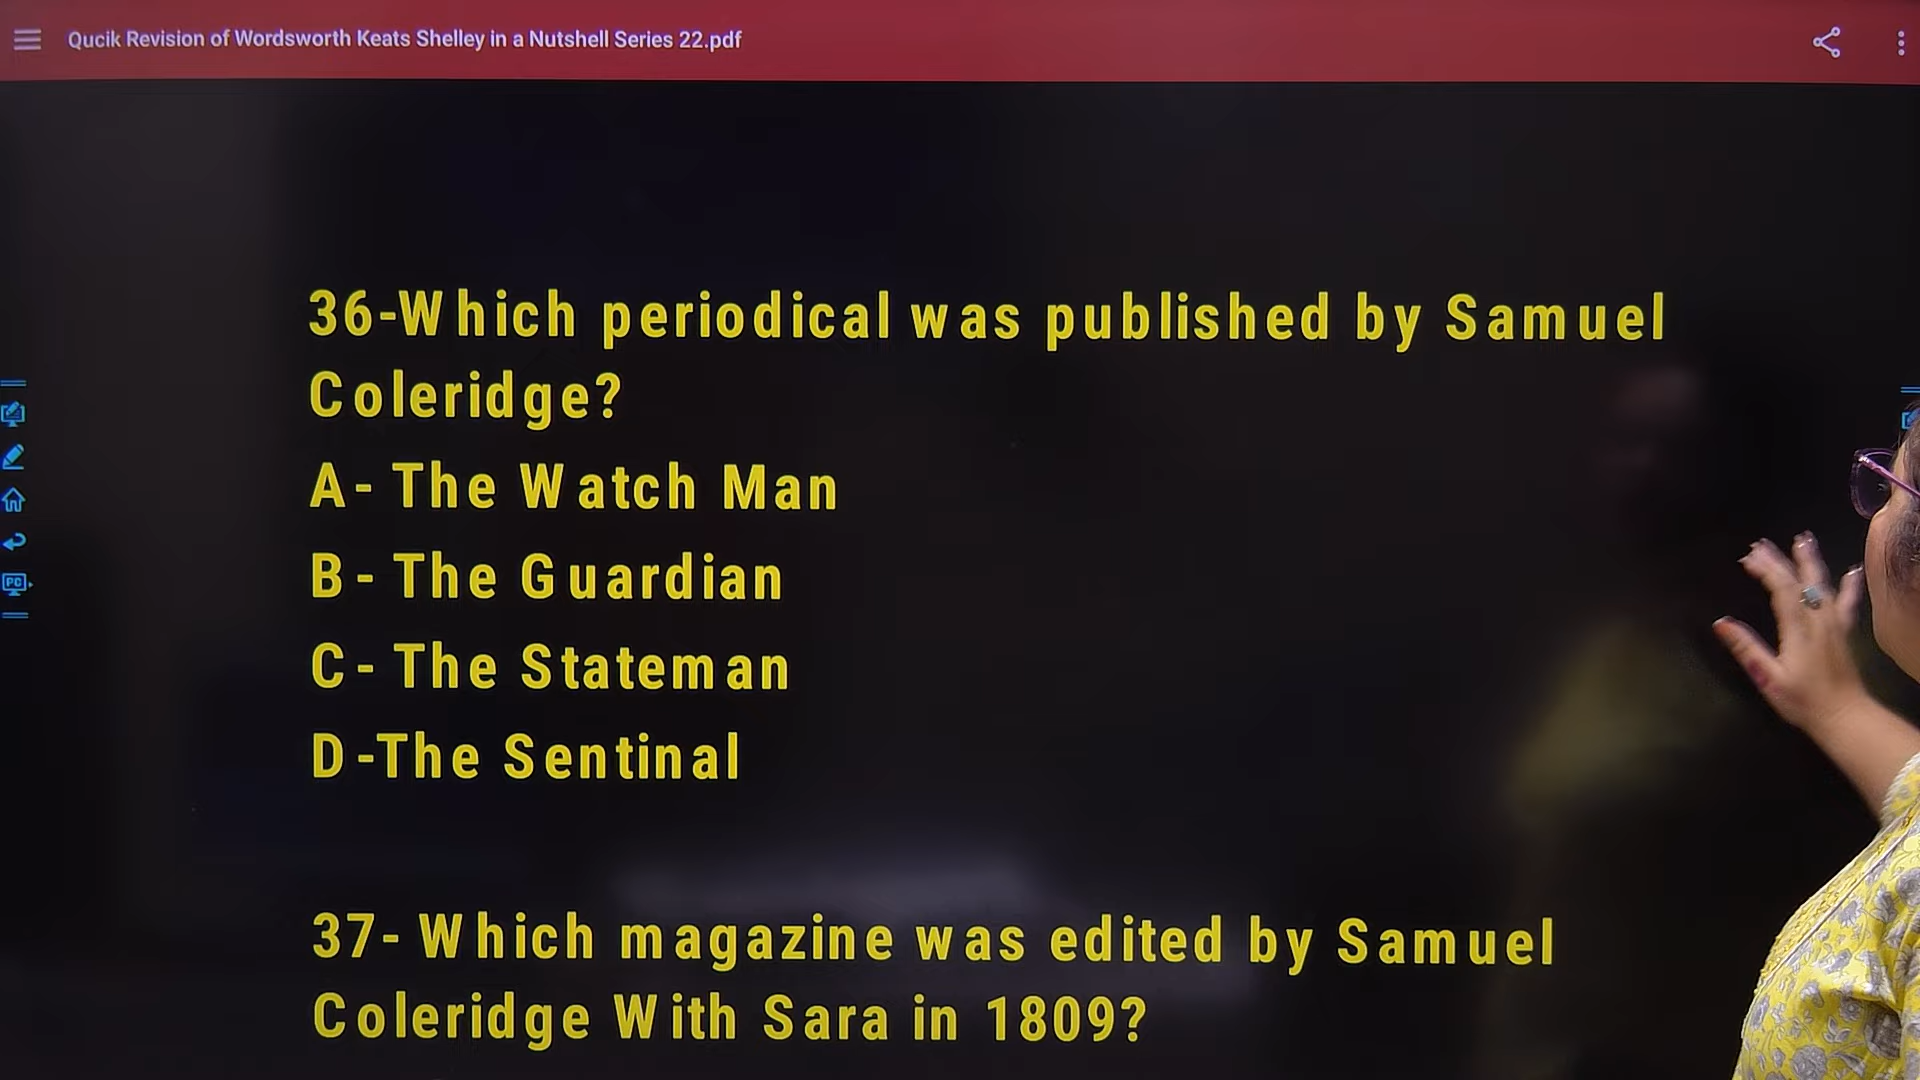 Qucik Revision of Wordsworth Keats Shelley in a Nutshell Series 22.pdf
36-Which periodical was published by Samuel
Coleridge?
A- The Watch Man
B- The Guardian
C- The Stateman
D-The Sentinal
37- Which magazine was edited by Samuel
Coleridge With Sara in 1809?
PC